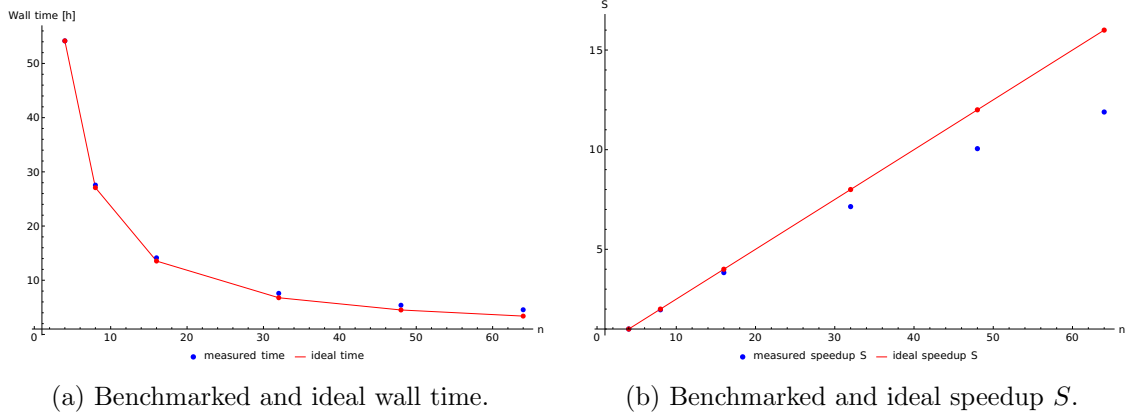 Wall time [h]
50
40
30
20
10
0 10 20 30 40 50 60 n
measured time ideal time
(a) Benchmarked and ideal wall time.
S
15
10
5
0 10 20 30 40 50 60 n
measured speedup S ideal speedup S
(b) Benchmarked and ideal speedup S.